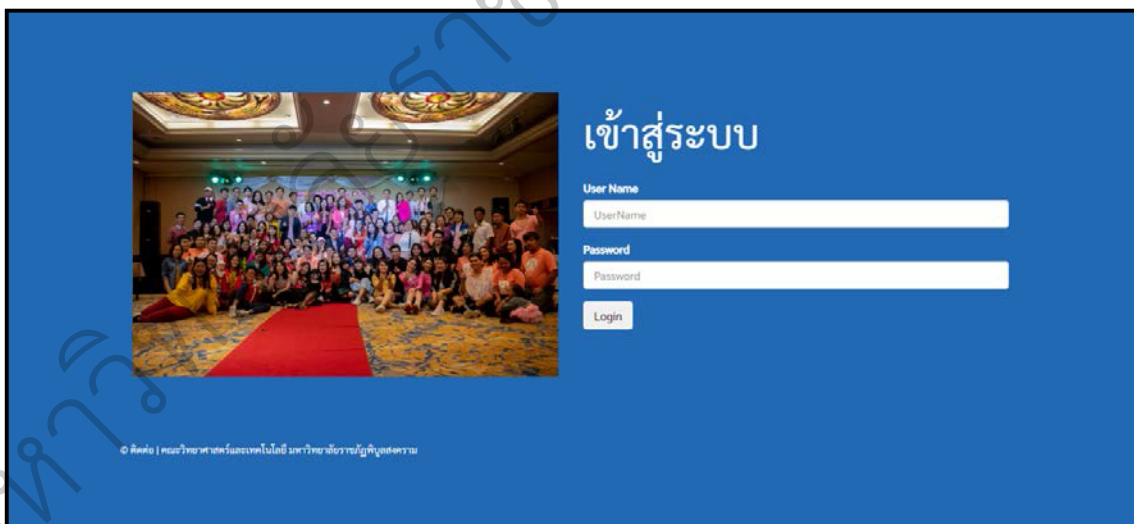 เข้าสู่ระบบ
User Name
UserName
Password
Password
Login
© ติดต่อ | คณะวิทยาศาสตร์และเทคโนโลยี มหาวิทยาลัยราชภัฏพิบูลสงคราม